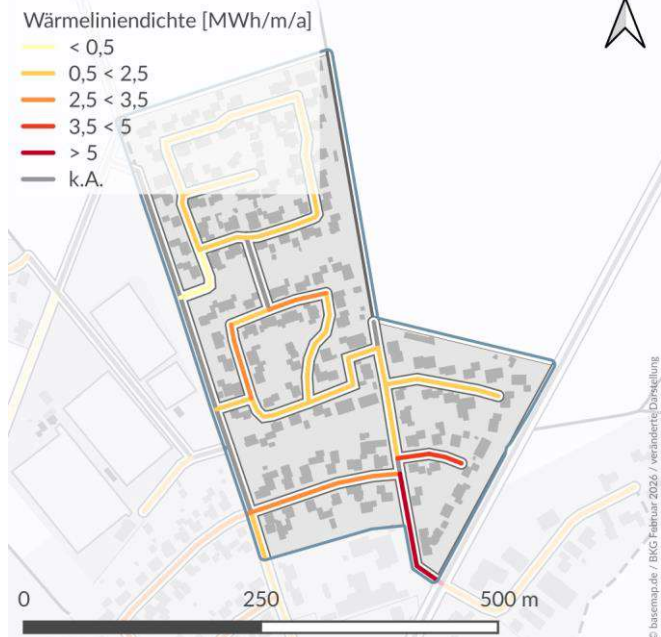 Wärmeliniendichte [MWh/m/a]
< 0,5
0,5 < 2,5
2,5 < 3,5
3,5 < 5
> 5
k.A.
0 250 500 m
© basemap.de / BKG Februar 2026 / veränderte Darstellung